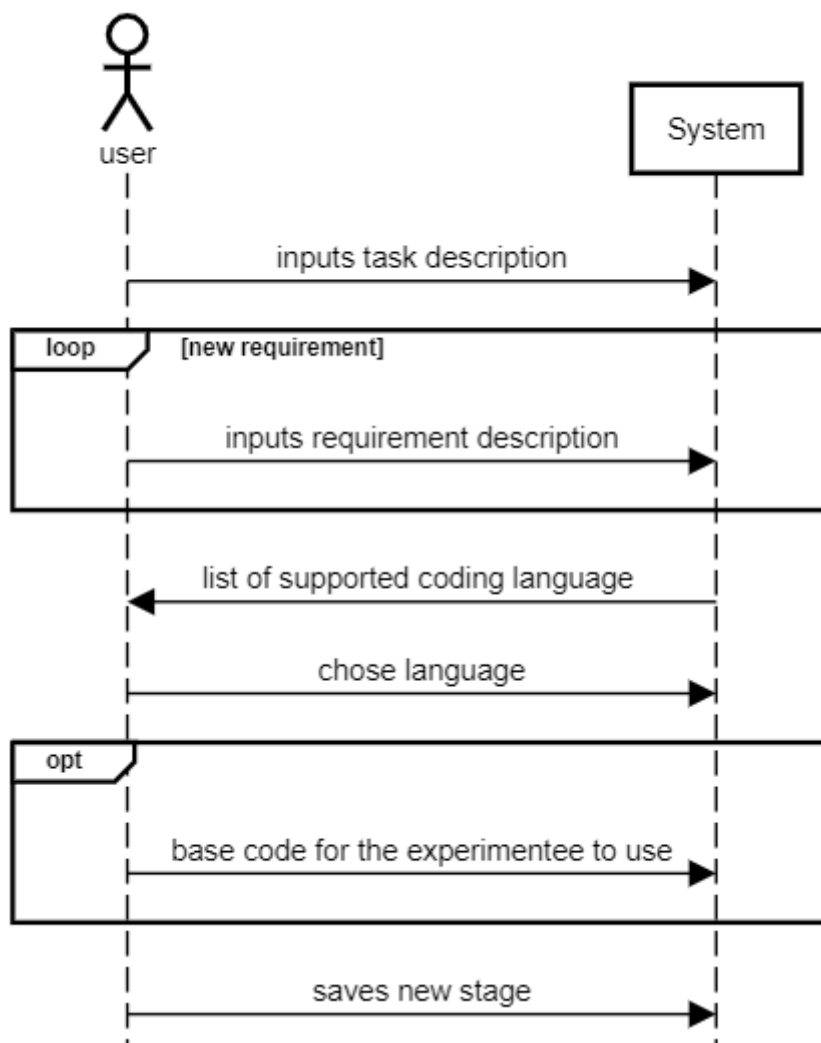 user
System
inputs task description
loop [new requirement]
inputs requirement description
list of supported coding language
chose language
opt
base code for the experimentee to use
saves new stage